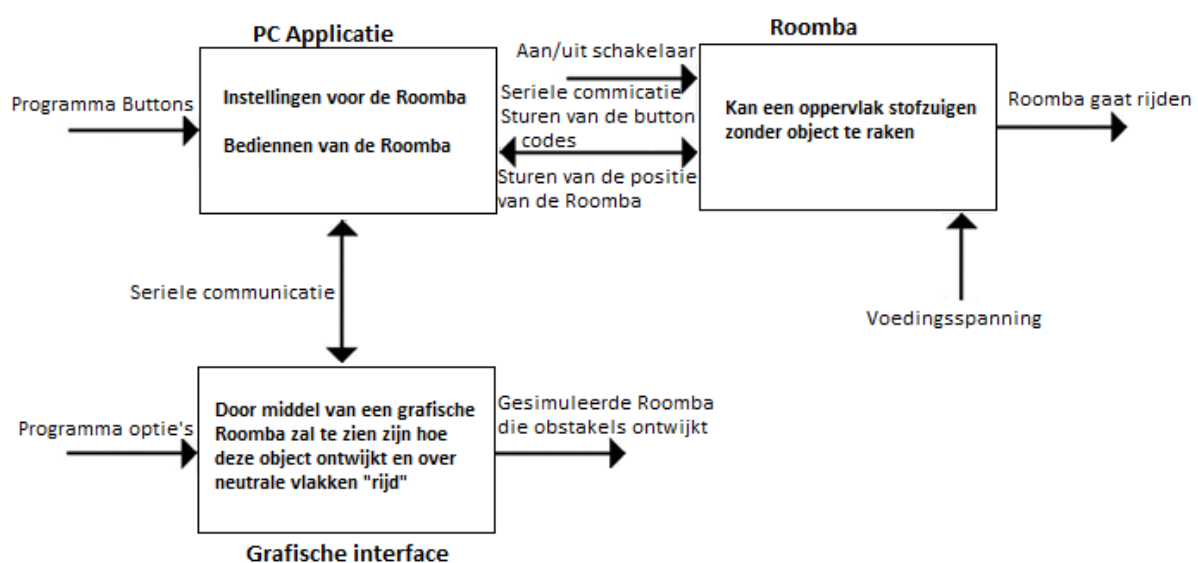 PC Applicatie
Roomba
Programma Buttons
Instellingen voor de Roomba
Bediennen van de Roomba
Aan/uit schakelaar
Seriele commicatie
Sturen van de button
codes
Sturen van de positie
van de Roomba
Kan een oppervlak stofzuigen
zonder object te raken
Roomba gaat rijden
Seriele communicatie
Voedingsspanning
Programma optie's
Door middel van een grafische
Roomba zal te zien zijn hoe
deze object ontwijkt en over
neutrale vlakken "rijd"
Gesimuleerde Roomba
die obstakels ontwijkt
Grafische interface